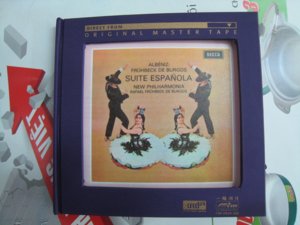 DIRECT FROM
ORIGINAL MASTER TAPE
DECCA
ALBÉNIZ
FRÜHBECK DE BURGOS
SUITE ESPAÑOLA
NEW PHILHARMONIA
RAFAEL FRÜHBECK DE BURGOS